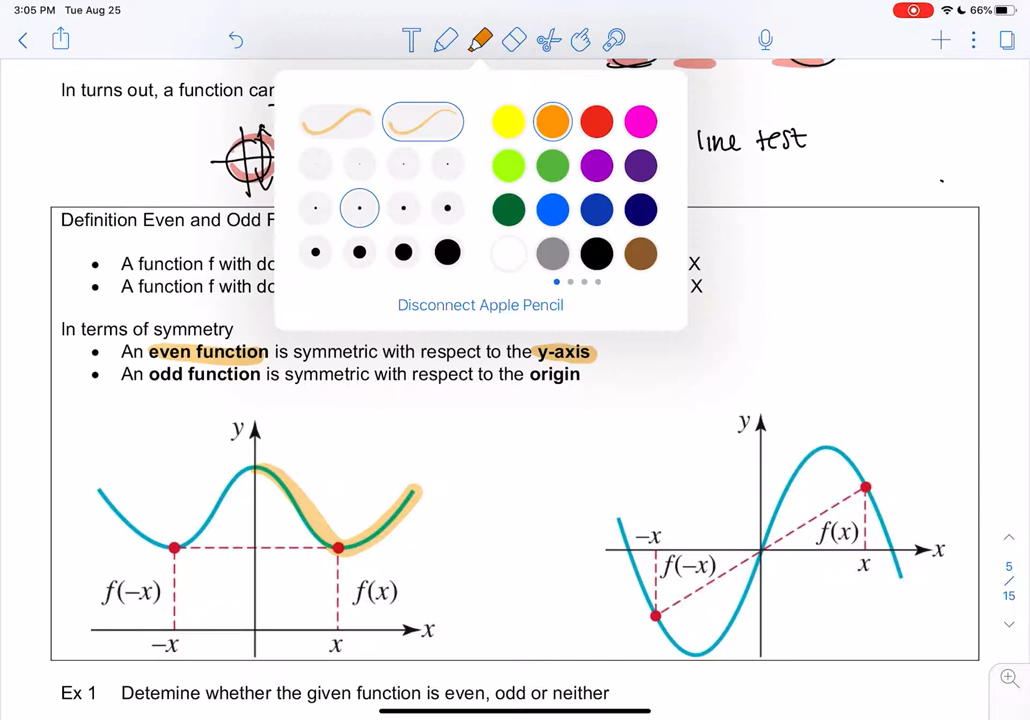 3:05 PM Tue Aug 25
66%
In turns out, a function car
line test
Definition Even and Odd F
• A function f with do X
• A function f with do X
Disconnect Apple Pencil
In terms of symmetry
• An even function is symmetric with respect to the y-axis
• An odd function is symmetric with respect to the origin
y
f(−x)
f(x)
−x
x
x
y
−x
f(x)
f(−x)
x
x
5
/
15
Ex 1 Detemine whether the given function is even, odd or neither